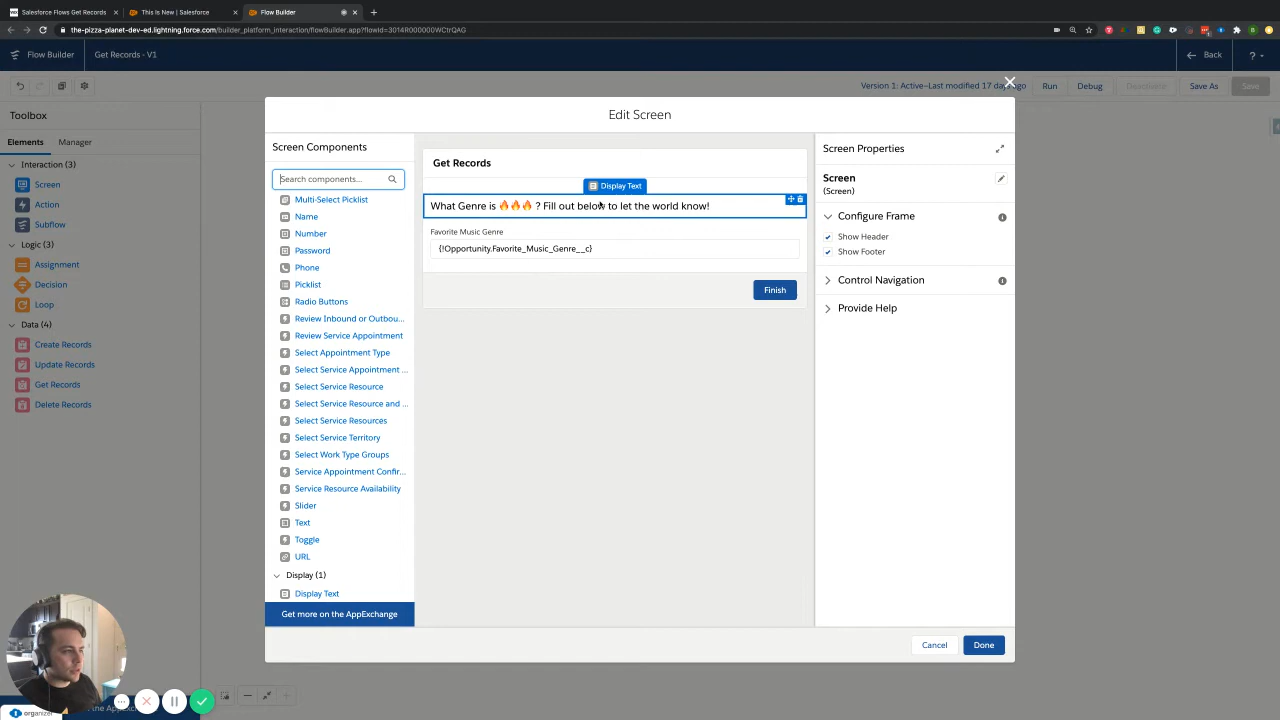 Salesforce Flows Get Records
This Is New | Salesforce
Flow Builder
the-pizza-planet-dev-ed.lightning.force.com/builder_platform_interaction/flowBuilder.app?flowId=3014R000000WCtrQAG
Flow Builder
Get Records - V1
Back
?
Version 1: Active—Last modified 17 days ago
Run
Debug
Deactivate
Save As
Save
Toolbox
Elements
Manager
Interaction (3)
Screen
Action
Subflow
Logic (3)
Assignment
Decision
Loop
Data (4)
Create Records
Update Records
Get Records
Delete Records
Edit Screen
Screen Components
Search components...
Multi-Select Picklist
Name
Number
Password
Phone
Picklist
Radio Buttons
Review Inbound or Outbou...
Review Service Appointment
Select Appointment Type
Select Service Appointment ...
Select Service Resource
Select Service Resource and ...
Select Service Resources
Select Service Territory
Select Work Type Groups
Service Appointment Confir...
Service Resource Availability
Slider
Text
Toggle
URL
Display (1)
Display Text
Get more on the AppExchange
Get Records
Display Text
What Genre is 🔥🔥🔥 ? Fill out below to let the world know!
Favorite Music Genre
{!Opportunity.Favorite_Music_Genre__c}
Finish
Screen Properties
Screen
(Screen)
Configure Frame
Show Header
Show Footer
Control Navigation
Provide Help
Cancel
Done
organizer